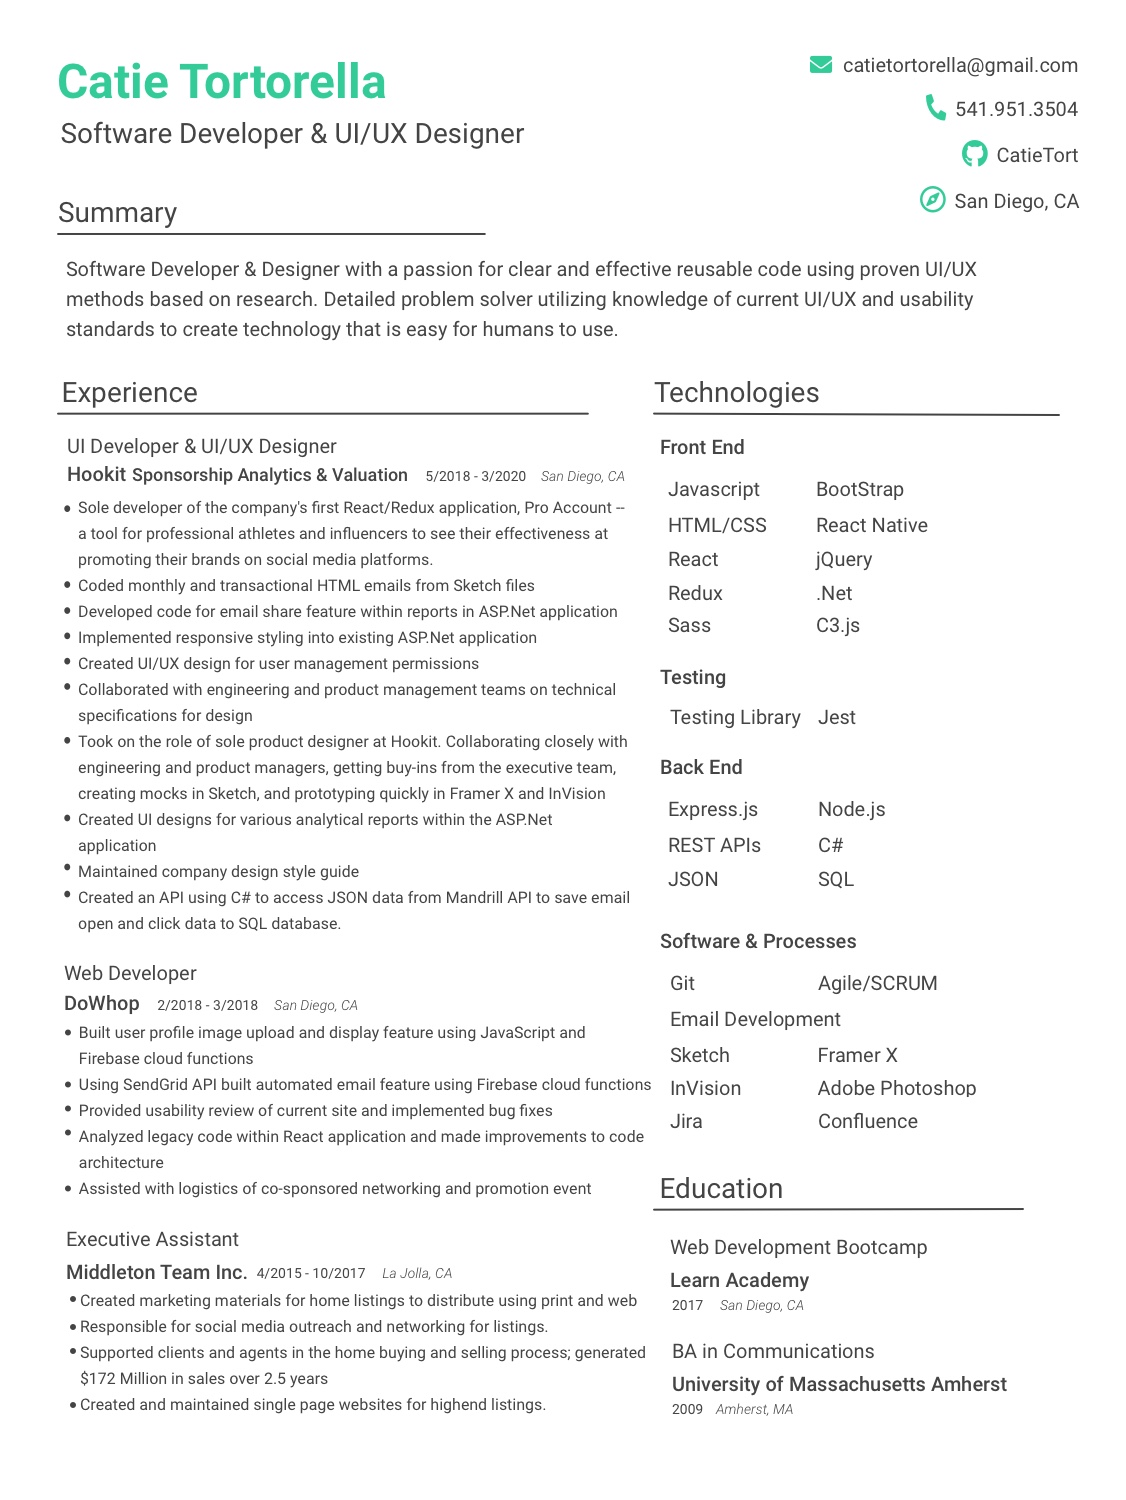 Catie Tortorella
Software Developer & UI/UX Designer
catietortorella@gmail.com
541.951.3504
CatieTort
San Diego, CA
Summary
Software Developer & Designer with a passion for clear and effective reusable code using proven UI/UX
methods based on research. Detailed problem solver utilizing knowledge of current UI/UX and usability
standards to create technology that is easy for humans to use.
Experience
UI Developer & UI/UX Designer
Hookit Sponsorship Analytics & Valuation 5/2018 - 3/2020 San Diego, CA
• Sole developer of the company's first React/Redux application, Pro Account --
a tool for professional athletes and influencers to see their effectiveness at
promoting their brands on social media platforms.
• Coded monthly and transactional HTML emails from Sketch files
• Developed code for email share feature within reports in ASP.Net application
• Implemented responsive styling into existing ASP.Net application
• Created UI/UX design for user management permissions
• Collaborated with engineering and product management teams on technical
specifications for design
• Took on the role of sole product designer at Hookit. Collaborating closely with
engineering and product managers, getting buy-ins from the executive team,
creating mocks in Sketch, and prototyping quickly in Framer X and InVision
• Created UI designs for various analytical reports within the ASP.Net
application
• Maintained company design style guide
• Created an API using C# to access JSON data from Mandrill API to save email
open and click data to SQL database.
Web Developer
DoWhop 2/2018 - 3/2018 San Diego, CA
• Built user profile image upload and display feature using JavaScript and
Firebase cloud functions
• Using SendGrid API built automated email feature using Firebase cloud functions
• Provided usability review of current site and implemented bug fixes
• Analyzed legacy code within React application and made improvements to code
architecture
• Assisted with logistics of co-sponsored networking and promotion event
Executive Assistant
Middleton Team Inc. 4/2015 - 10/2017 La Jolla, CA
• Created marketing materials for home listings to distribute using print and web
• Responsible for social media outreach and networking for listings.
• Supported clients and agents in the home buying and selling process; generated
$172 Million in sales over 2.5 years
• Created and maintained single page websites for highend listings.
Technologies
Front End
Javascript BootStrap
HTML/CSS React Native
React jQuery
Redux .Net
Sass C3.js
Testing
Testing Library Jest
Back End
Express.js Node.js
REST APIs C#
JSON SQL
Software & Processes
Git Agile/SCRUM
Email Development
Sketch Framer X
InVision Adobe Photoshop
Jira Confluence
Education
Web Development Bootcamp
Learn Academy
2017 San Diego, CA
BA in Communications
University of Massachusetts Amherst
2009 Amherst, MA